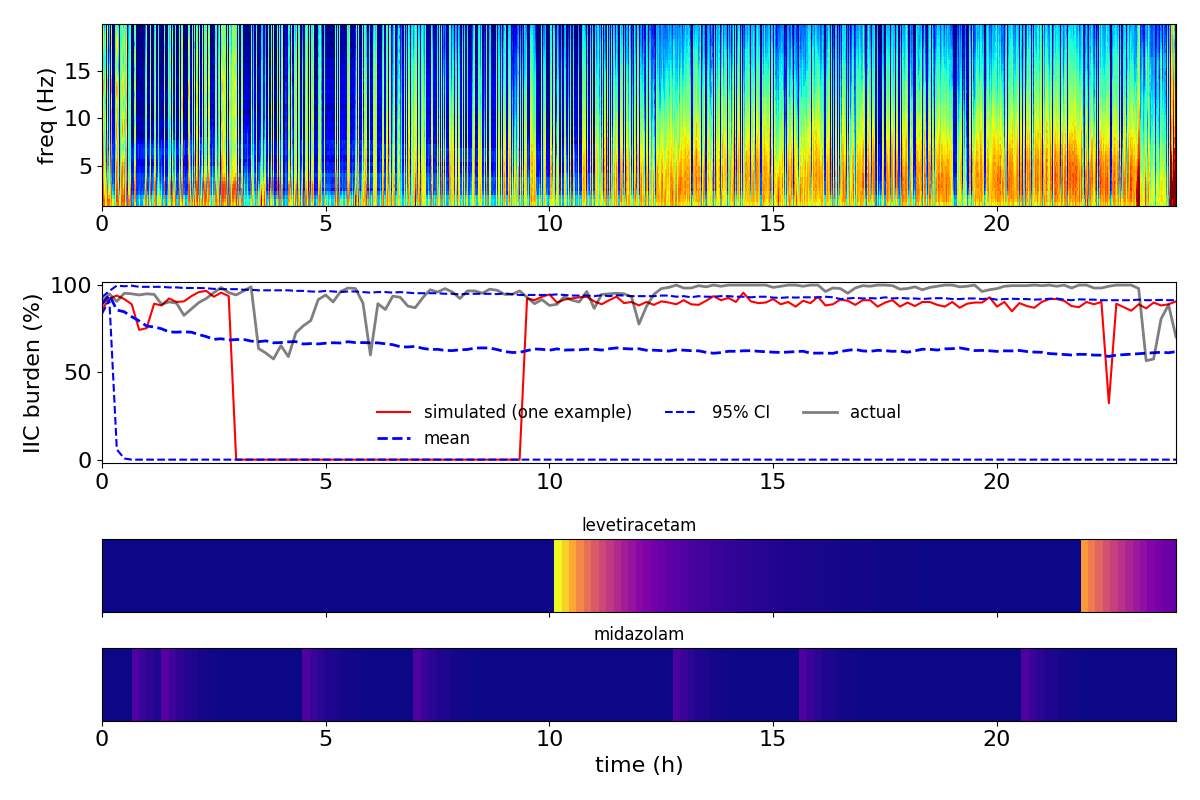 freq (Hz)
15
10
5
0 5 10 15 20
IIC burden (%)
100
50
0
simulated (one example) 95% CI actual
mean
0 5 10 15 20
levetiracetam
midazolam
0 5 10 15 20
time (h)